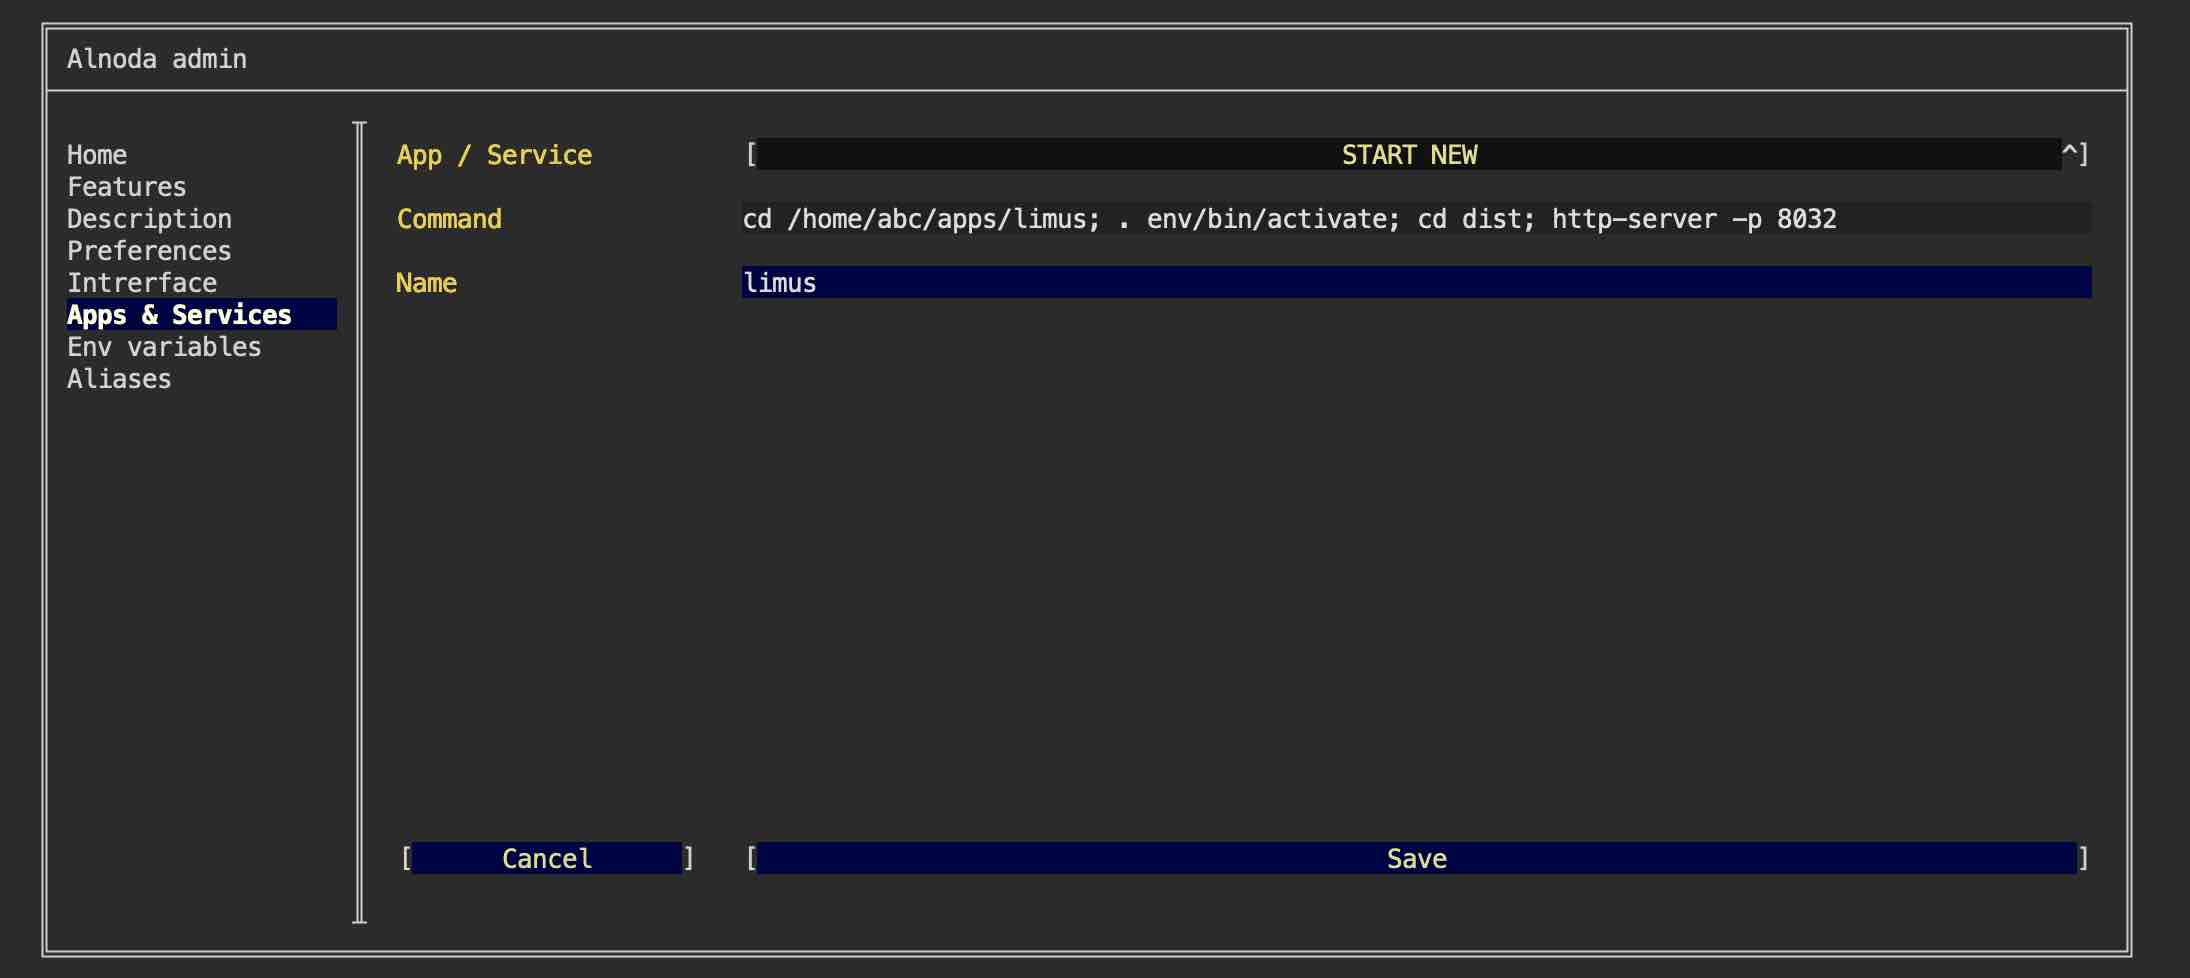 Alnoda admin
Home
Features
Description
Preferences
Intrerface
Apps & Services
Env variables
Aliases
App / Service [ START NEW ^]
Command cd /home/abc/apps/limus; . env/bin/activate; cd dist; http-server -p 8032
Name limus
[ Cancel ] [ Save ]